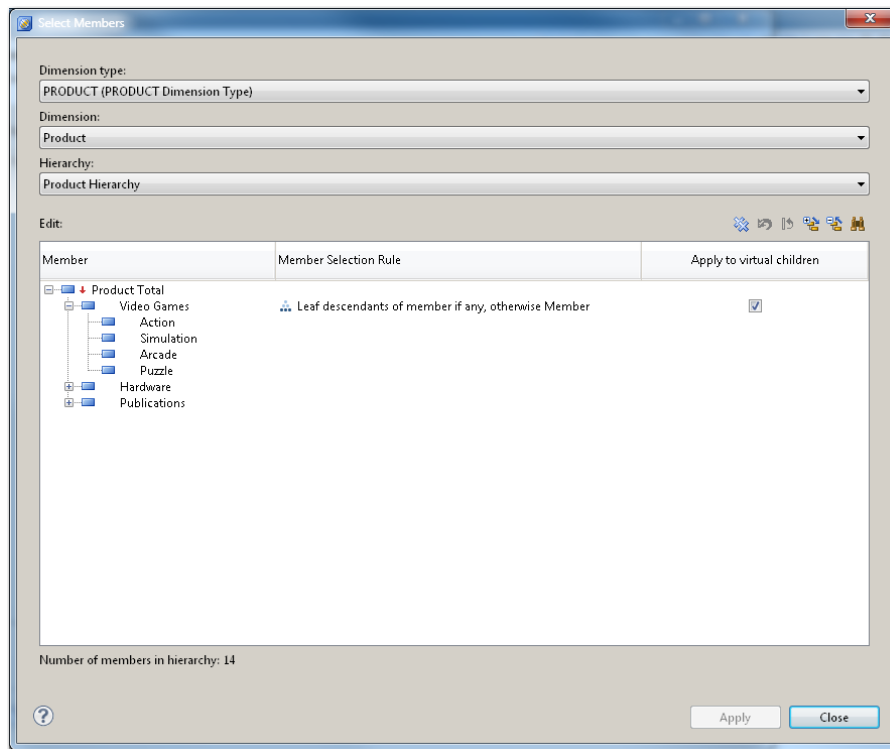 Select Members
Dimension type:
PRODUCT (PRODUCT Dimension Type)
Dimension:
Product
Hierarchy:
Product Hierarchy
Edit:
Member Member Selection Rule Apply to virtual children
Product Total
Video Games Leaf descendants of member if any, otherwise Member
Action
Simulation
Arcade
Puzzle
Hardware
Publications
Number of members in hierarchy: 14
Apply Close